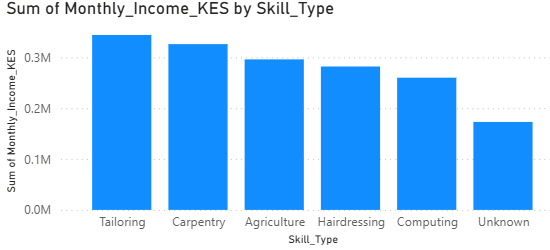 Sum of Monthly_Income_KES by Skill_Type
Sum of Monthly_Income_KES
0.3M
0.2M
0.1M
0.0M
Tailoring Carpentry Agriculture Hairdressing Computing Unknown
Skill_Type